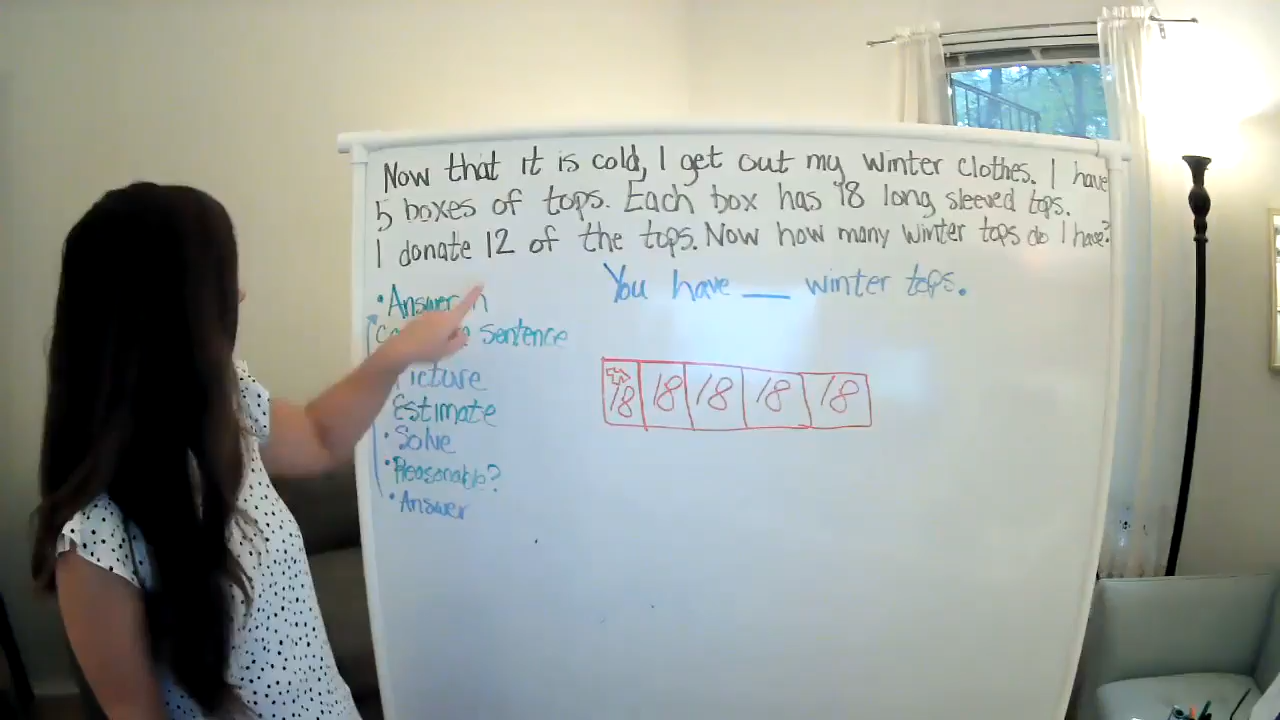 Now that it is cold, I get out my winter clothes. I have
5 boxes of tops. Each box has 18 long sleeved tops.
I donate 12 of the tops. Now how many winter tops do I have?
You have ___ winter tops.
• Answer
sentence
Picture
Estimate
• Solve
• Reasonable?
• Answer
18 18 18 18 18